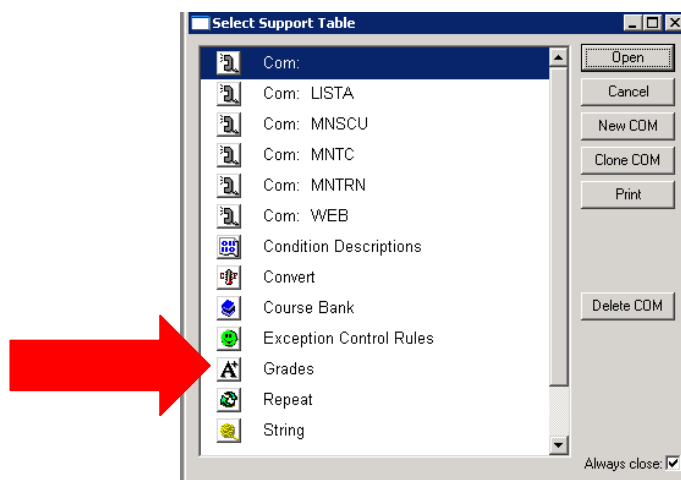 Select Support Table
Com:
Com: LISTA
Com: MNSCU
Com: MNTC
Com: MNTRN
Com: WEB
Condition Descriptions
Convert
Course Bank
Exception Control Rules
A+ Grades
Repeat
String
Open
Cancel
New COM
Clone COM
Print
Delete COM
Always close: